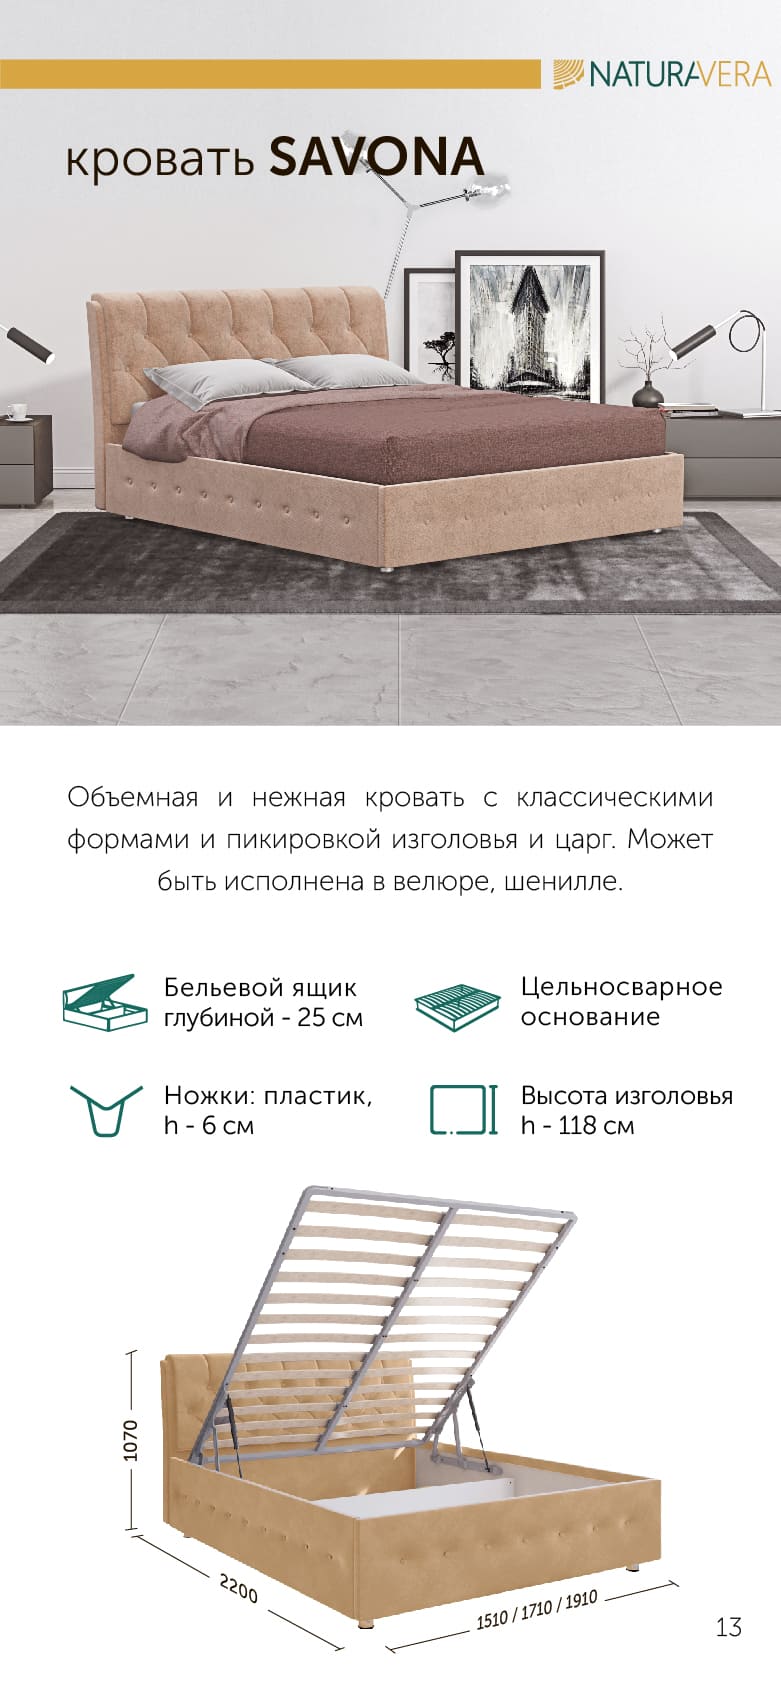 NATURAVERA
кровать SAVONA
Объемная и нежная кровать с классическими
формами и пикировкой изголовья и царг. Может
быть исполнена в велюре, шенилле.
Бельевой ящик
глубиной - 25 см
Цельносварное
основание
Ножки: пластик,
h - 6 см
Высота изголовья
h - 118 см
1070
2200
1510 / 1710 / 1910
13